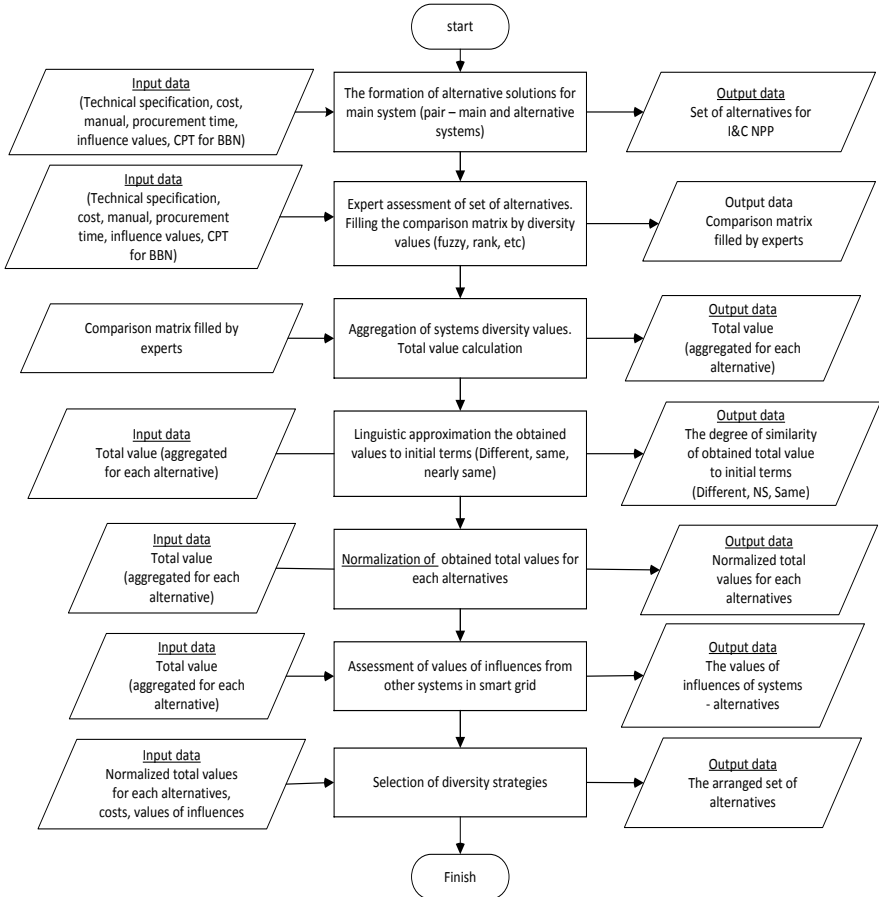 start
Input data
(Technical specification, cost,
manual, procurement time,
influence values, CPT for BBN)
The formation of alternative solutions for
main system (pair – main and alternative
systems)
Output data
Set of alternatives for
I&C NPP
Input data
(Technical specification,
cost, manual, procurement
time, influence values, CPT
for BBN)
Expert assessment of set of alternatives.
Filling the comparison matrix by diversity
values (fuzzy, rank, etc)
Output data
Comparison matrix
filled by experts
Comparison matrix filled by
experts
Aggregation of systems diversity values.
Total value calculation
Output data
Total value
(aggregated for each
alternative)
Input data
Total value (aggregated
for each alternative)
Linguistic approximation the obtained
values to initial terms (Different, same,
nearly same)
Output data
The degree of similarity
of obtained total value
to initial terms
(Different, NS, Same)
Input data
Total value
(aggregated for each
alternative)
Normalization of obtained total values for
each alternatives
Output data
Normalized total
values for each
alternatives
Input data
Total value
(aggregated for each
alternative)
Assessment of values of influences from
other systems in smart grid
Output data
The values of
influences of systems
- alternatives
Input data
Normalized total values
for each alternatives,
costs, values of influences
Selection of diversity strategies
Output data
The arranged set of
alternatives
Finish